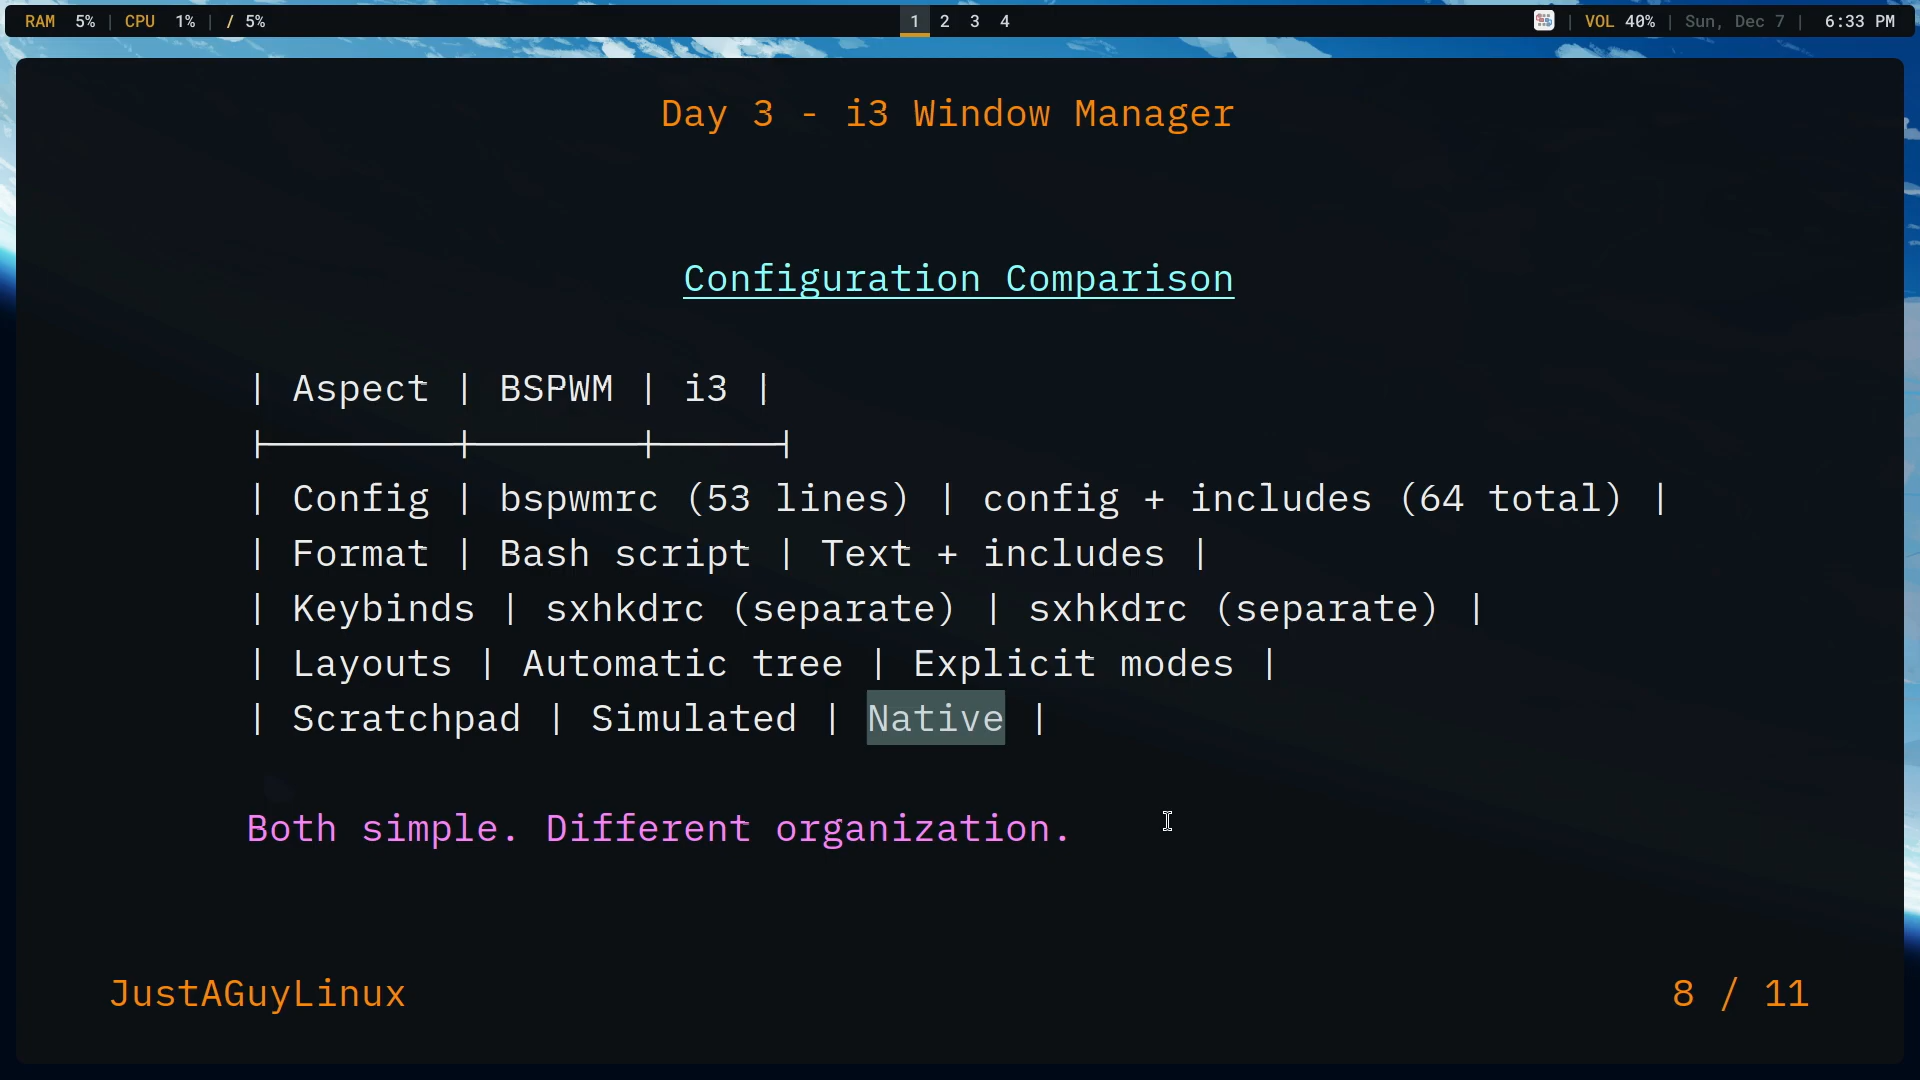 RAM 5% | CPU 1% | / 5%
1 2 3 4
| VOL 40% | Sun, Dec 7 | 6:33 PM
Day 3 - i3 Window Manager
Configuration Comparison
| Aspect | BSPWM | i3 |
| Config | bspwmrc (53 lines) | config + includes (64 total) |
| Format | Bash script | Text + includes |
| Keybinds | sxhkdrc (separate) | sxhkdrc (separate) |
| Layouts | Automatic tree | Explicit modes |
| Scratchpad | Simulated | Native |
Both simple. Different organization.
JustAGuyLinux
8 / 11